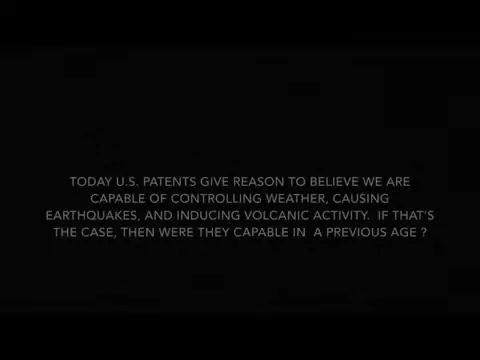 TODAY U.S. PATENTS GIVE REASON TO BELIEVE WE ARE
CAPABLE OF CONTROLLING WEATHER, CAUSING
EARTHQUAKES, AND INDUCING VOLCANIC ACTIVITY. IF THAT'S
THE CASE, THEN WERE THEY CAPABLE IN A PREVIOUS AGE ?